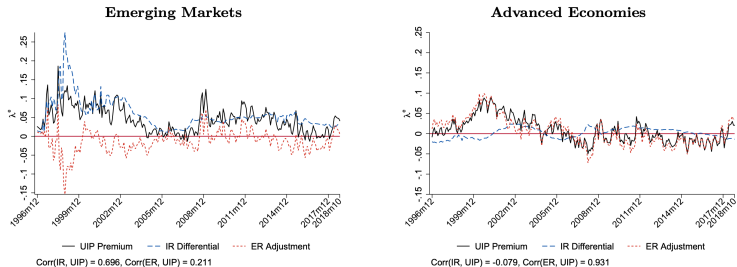 Emerging Markets
Advanced Economies
λᵉ
.25
.2
.15
.1
.05
0
-.05
-.1
-.15
1996m12
1999m12
2002m12
2005m12
2008m12
2011m12
2014m12
2017m12
2018m10
UIP Premium IR Differential ER Adjustment
Corr(IR, UIP) = 0.696, Corr(ER, UIP) = 0.211
λᵉ
.25
.2
.15
.1
.05
0
-.05
-.1
-.15
1996m12
1999m12
2002m12
2005m12
2008m12
2011m12
2014m12
2017m12
2018m10
UIP Premium IR Differential ER Adjustment
Corr(IR, UIP) = -0.079, Corr(ER, UIP) = 0.931